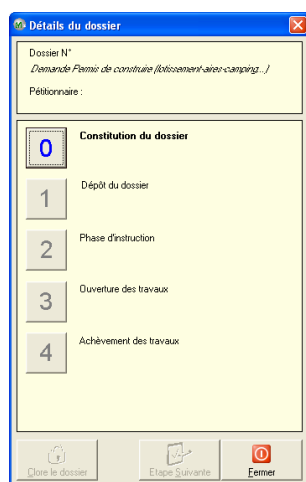 Détails du dossier
Dossier N°
Demande Permis de construire (lotissement-aires-camping...)
Pétitionnaire :
0 Constitution du dossier
1 Dépôt du dossier
2 Phase d'instruction
3 Ouverture des travaux
4 Achèvement des travaux
Clore le dossier Etape Suivante Fermer